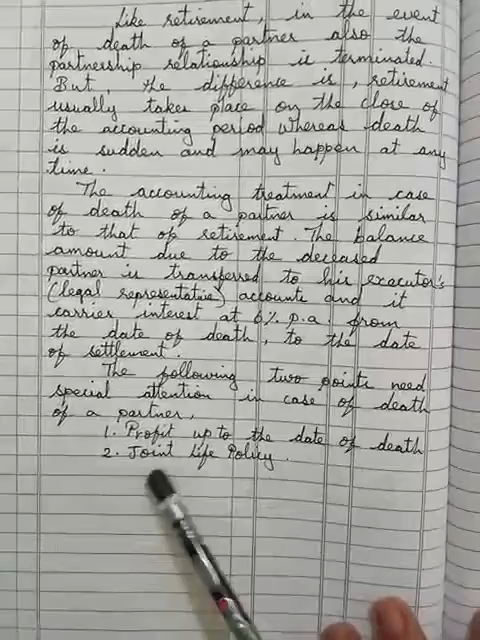 Like retirement, in the event
of death of a partner also the
partnership relationship is terminated.
But, the difference is, retirement
usually takes place on the close of
the accounting period whereas death
is sudden and may happen at any
time.
The accounting treatment in case
of death of a partner is similar
to that of retirement. The balance
amount due to the deceased
partner is transferred to his executor's
(legal representative) accounts and it
carries interest at 6% p.a. from
the date of death, to the date
of settlement.
The following two points need
special attention in case of death
of a partner.
1. Profit up to the date of death
2. Joint Life Policy.